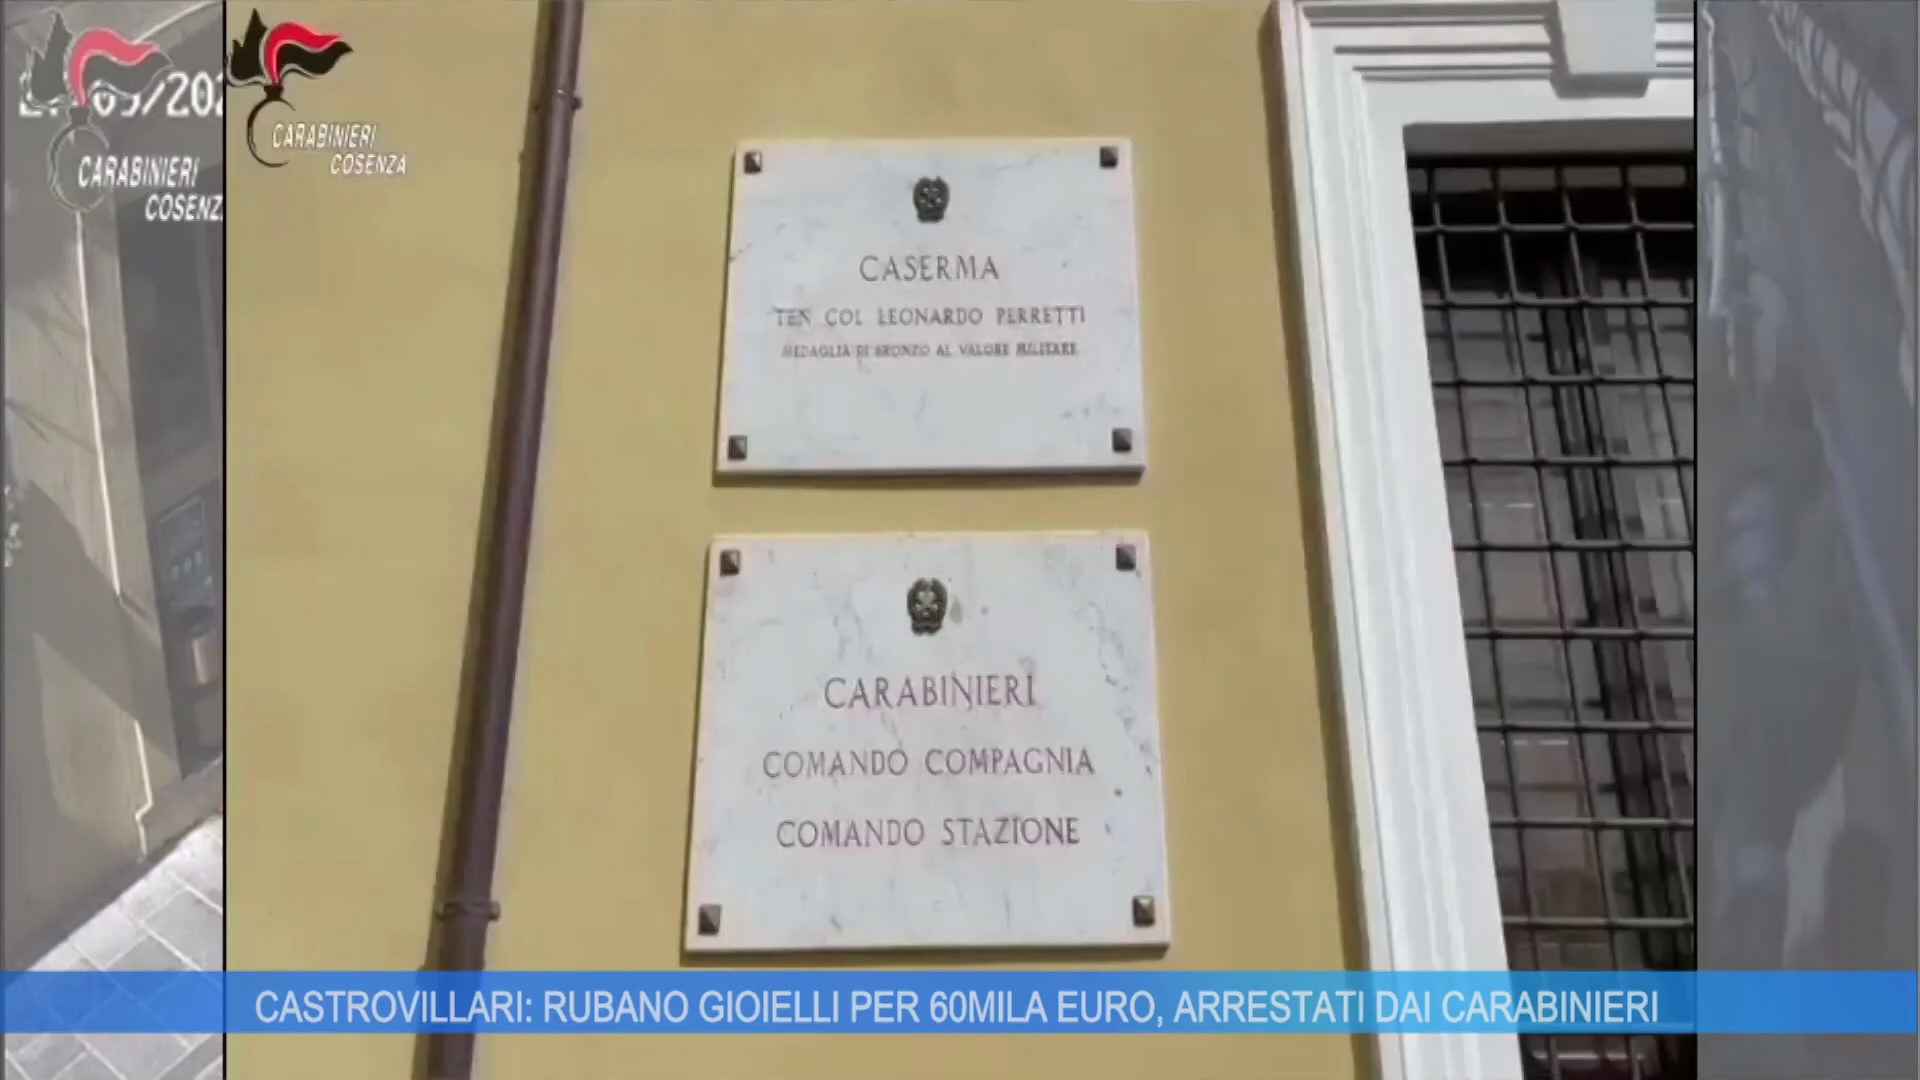 CARABINIERI
COSENZA
CARABINIERI
COSENZA
CASERMA
TEN COL LEONARDO PERRETTI
MEDAGLIA DI BRONZO AL VALORE MILITARE
CARABINIERI
COMANDO COMPAGNIA
COMANDO STAZIONE
CASTROVILLARI: RUBANO GIOIELLI PER 60MILA EURO, ARRESTATI DAI CARABINIERI